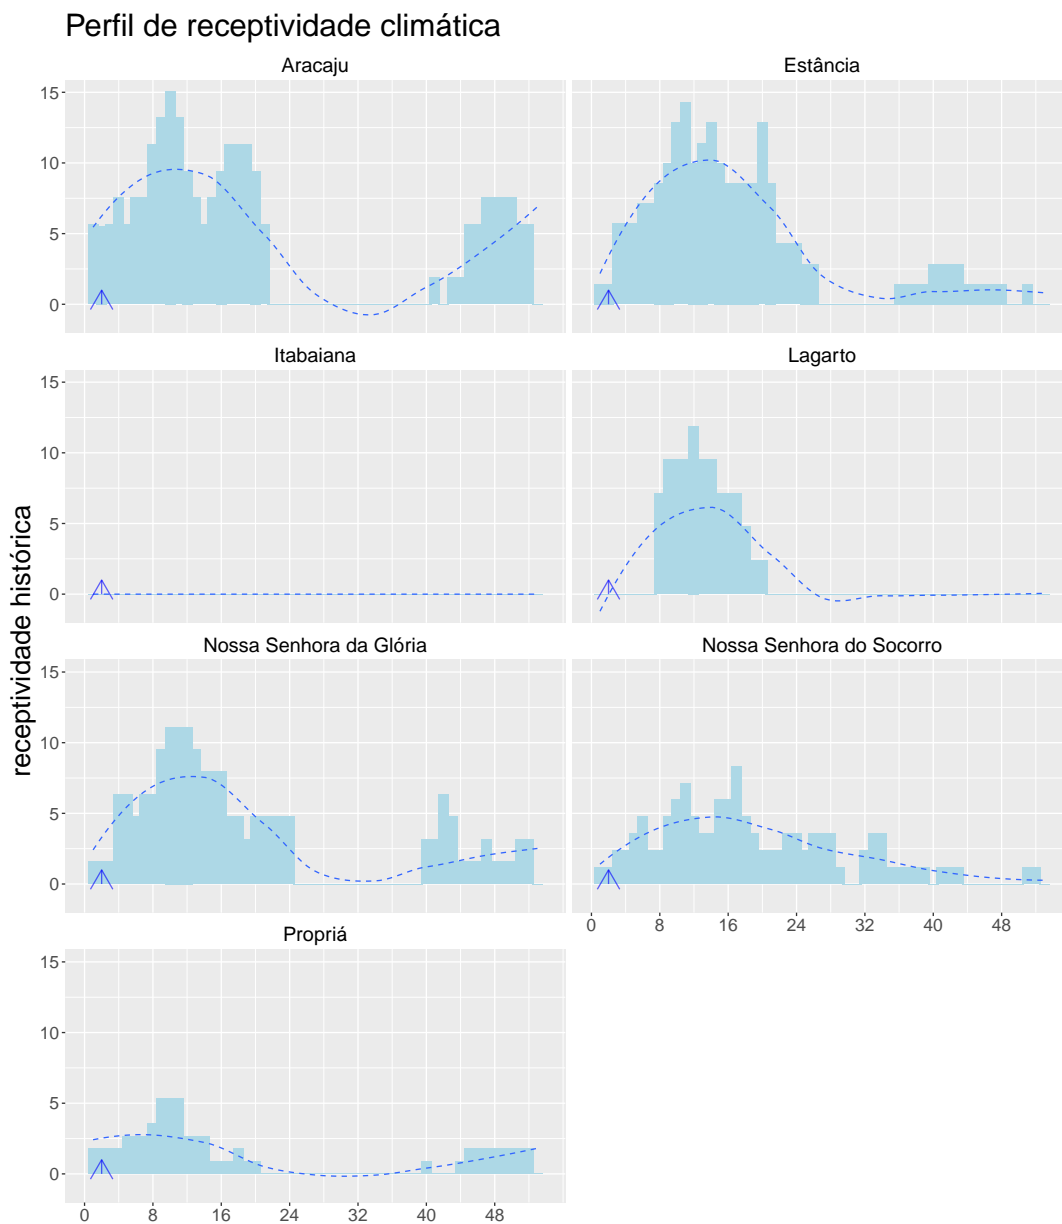 Perfil de receptividade climática
Aracaju
Estância
15
10
5
0
Itabaiana
Lagarto
15
10
5
0
receptividade histórica
Nossa Senhora da Glória
Nossa Senhora do Socorro
15
10
5
0
0 8 16 24 32 40 48
Propriá
15
10
5
0
0 8 16 24 32 40 48